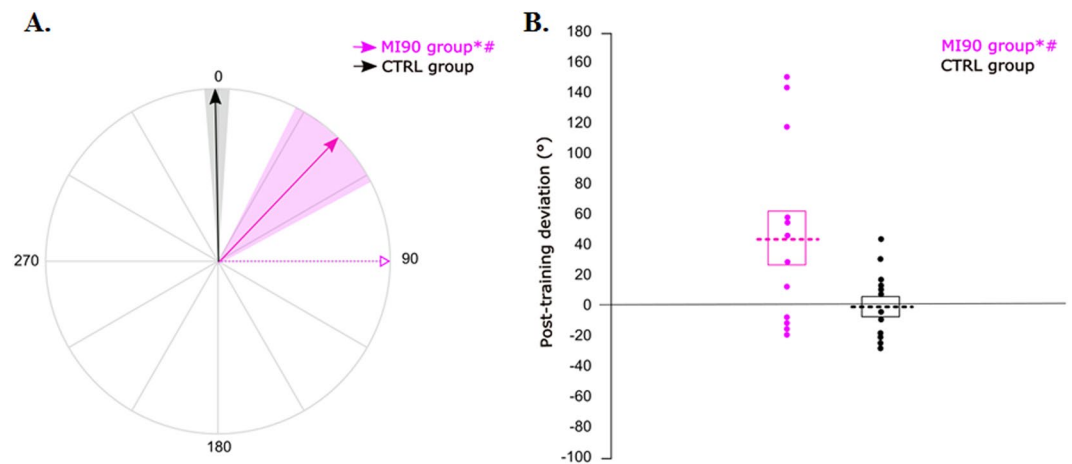 A.
MI90 group*#
CTRL group
0
270
90
180
B.
MI90 group*#
CTRL group
Post-training deviation (°)
180
160
140
120
100
80
60
40
20
0
-20
-40
-60
-80
-100